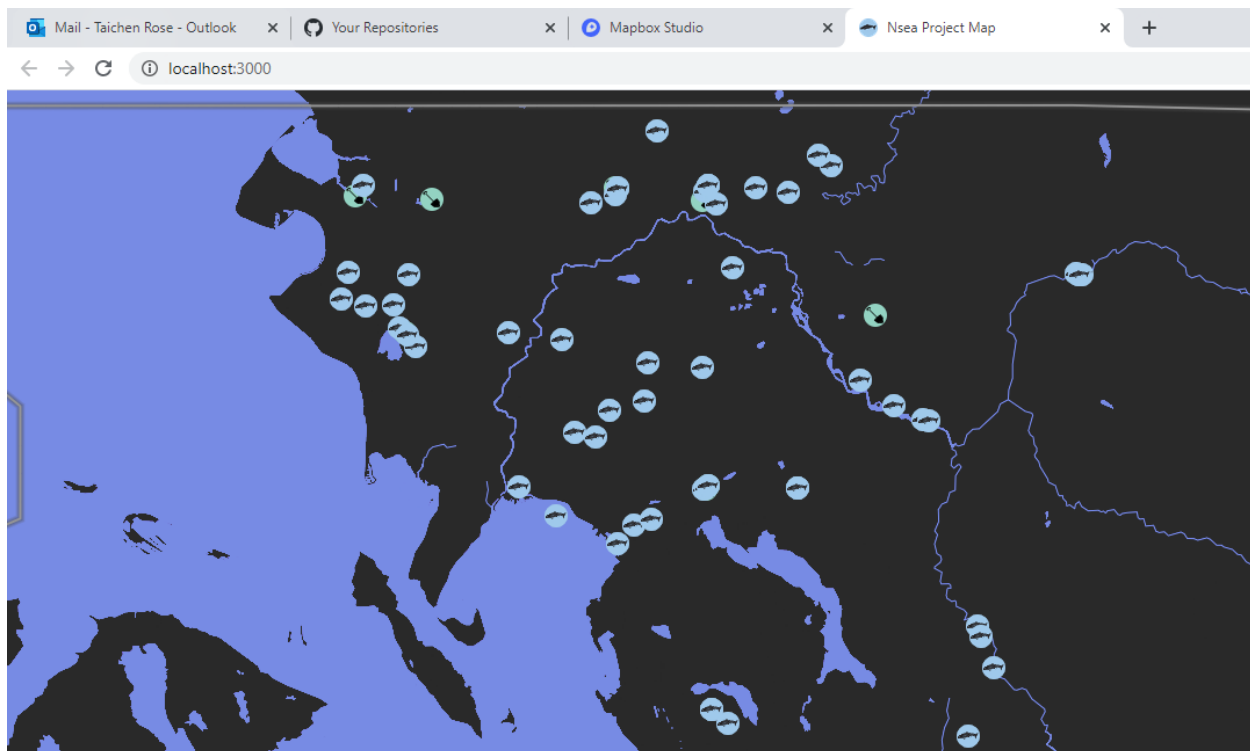 Mail - Taichen Rose - Outlook
Your Repositories
Mapbox Studio
Nsea Project Map
localhost:3000